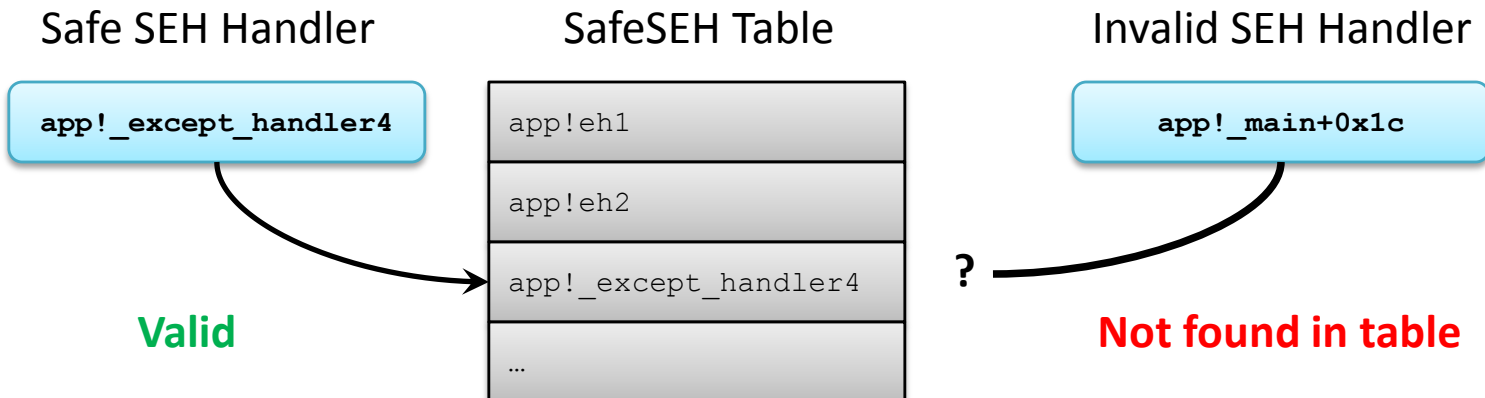 Safe SEH Handler
SafeSEH Table
Invalid SEH Handler
app!_except_handler4
app!eh1
app!_main+0x1c
app!eh2
app!_except_handler4
?
Valid
Not found in table
…